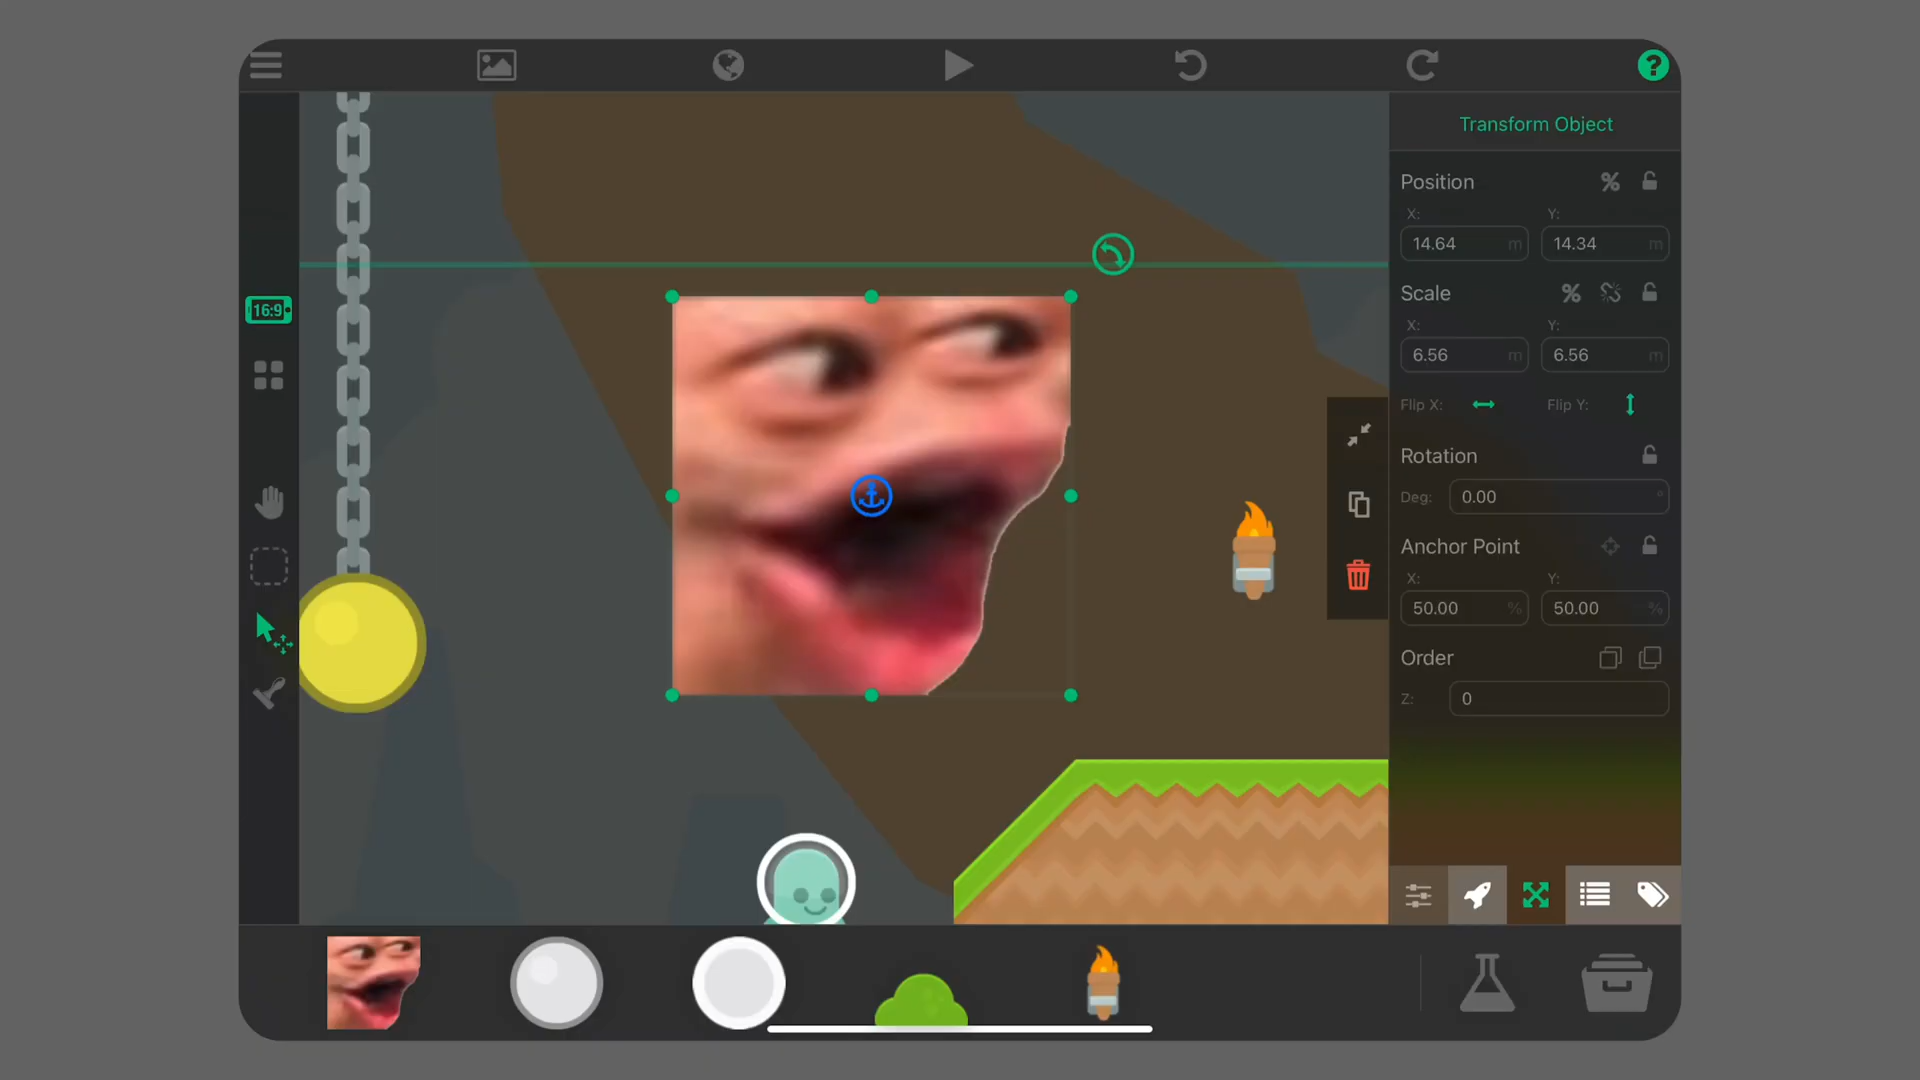 ?
Transform Object
Position %
X: Y:
14.64 m 14.34 m
16:9
Scale %
X: Y:
6.56 m 6.56 m
Flip X: Flip Y:
Rotation
Deg: 0.00 °
Anchor Point
X: Y:
50.00 % 50.00 %
Order
Z: 0